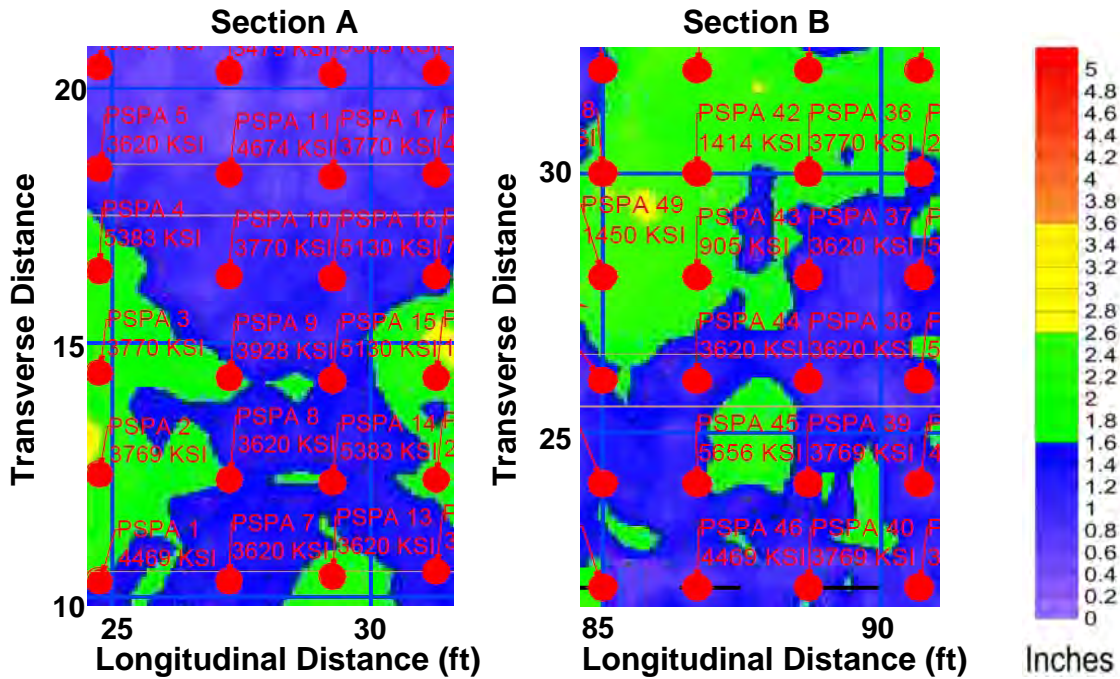 Section A
Section B
Transverse Distance
20
15
10
PSPA 5
3620 KSI
PSPA 11
4674 KSI
PSPA 17
3770 KSI
PSPA 4
5383 KSI
PSPA 10
3770 KSI
PSPA 16
5130 KSI
PSPA 3
3770 KSI
PSPA 9
3928 KSI
PSPA 15
5130 KSI
PSPA 2
3769 KSI
PSPA 8
3620 KSI
PSPA 14
5383 KSI
PSPA 1
4469 KSI
PSPA 7
3620 KSI
PSPA 13
3620 KSI
25
30
Longitudinal Distance (ft)
Transverse Distance
30
25
PSPA 42
1414 KSI
PSPA 36
3770 KSI
PSPA 49
1450 KSI
PSPA 43
905 KSI
PSPA 37
3620 KSI
PSPA 44
3620 KSI
PSPA 38
3620 KSI
PSPA 45
5656 KSI
PSPA 39
3769 KSI
PSPA 46
4469 KSI
PSPA 40
3769 KSI
85
90
Longitudinal Distance (ft)
5
4.8
4.6
4.4
4.2
4
3.8
3.6
3.4
3.2
3
2.8
2.6
2.4
2.2
2
1.8
1.6
1.4
1.2
1
0.8
0.6
0.4
0.2
0
Inches